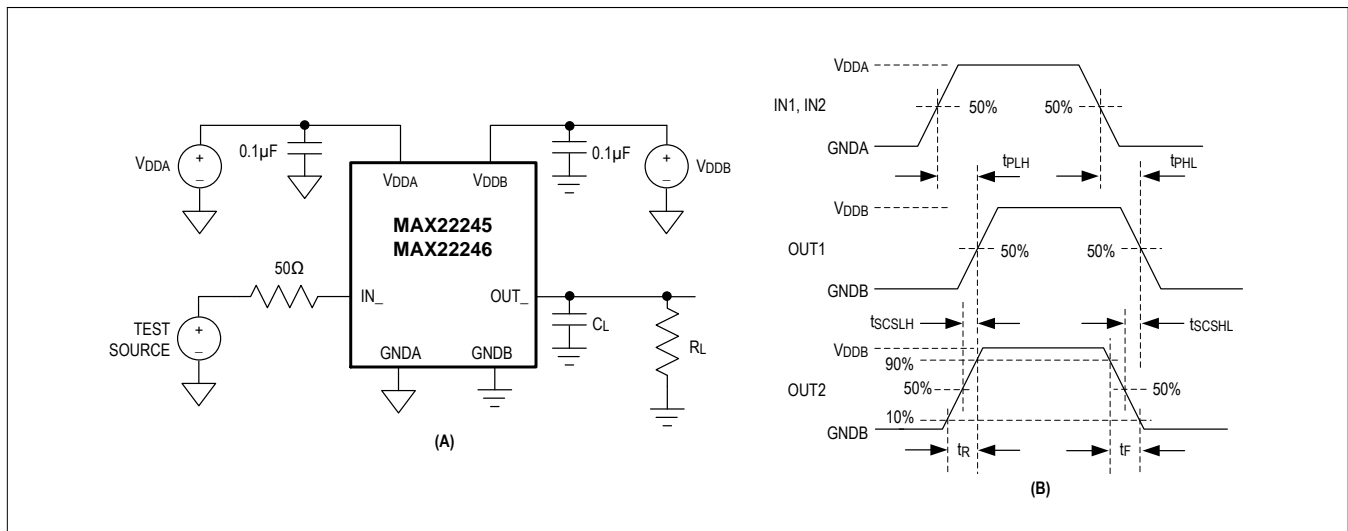 VDDA
0.1µF
0.1µF
VDDB
VDDA
VDDB
MAX22245
MAX22246
50Ω
IN_
OUT_
TEST
SOURCE
CL
RL
GNDA
GNDB
(A)
VDDA
IN1, IN2
50%
50%
GNDA
tPLH
tPHL
VDDB
OUT1
50%
50%
GNDB
tSCSLH
tSCSHL
VDDB
90%
50%
50%
OUT2
10%
GNDB
tR
tF
(B)